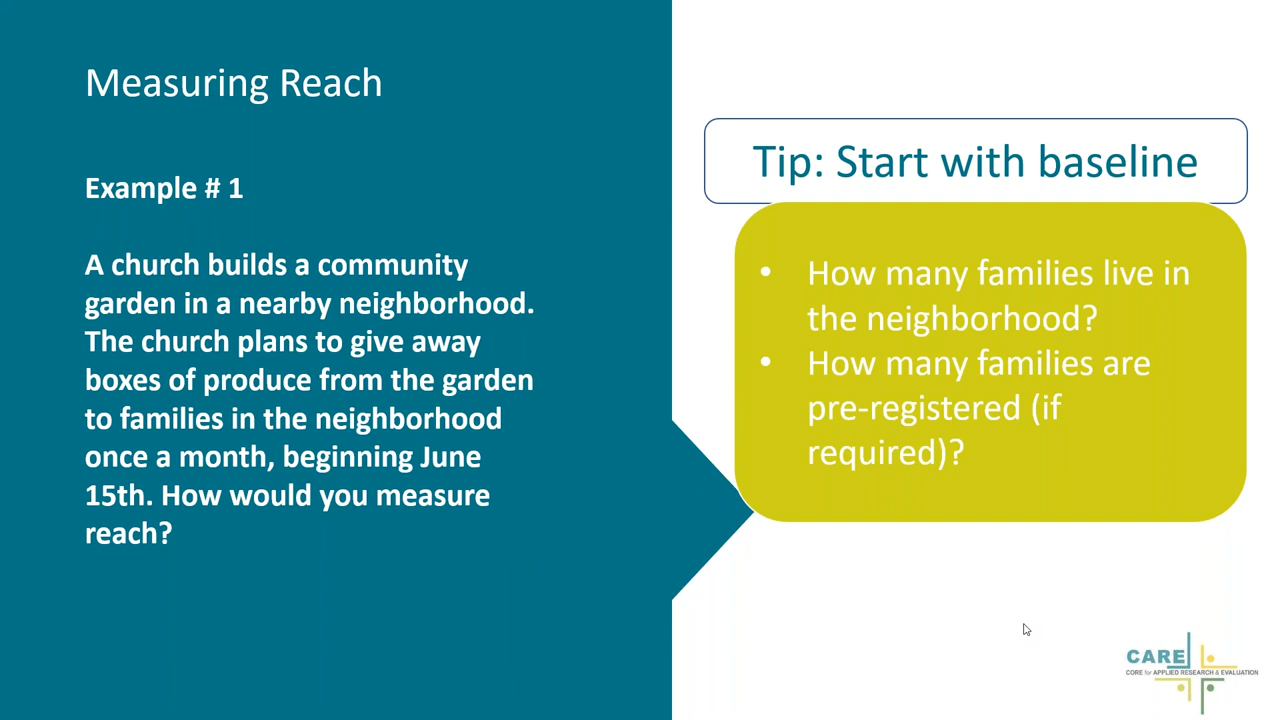 Measuring Reach
Example # 1
A church builds a community
garden in a nearby neighborhood.
The church plans to give away
boxes of produce from the garden
to families in the neighborhood
once a month, beginning June
15th. How would you measure
reach?
Tip: Start with baseline
• How many families live in
the neighborhood?
• How many families are
pre-registered (if
required)?
CARE
CORE for APPLIED RESEARCH & EVALUATION